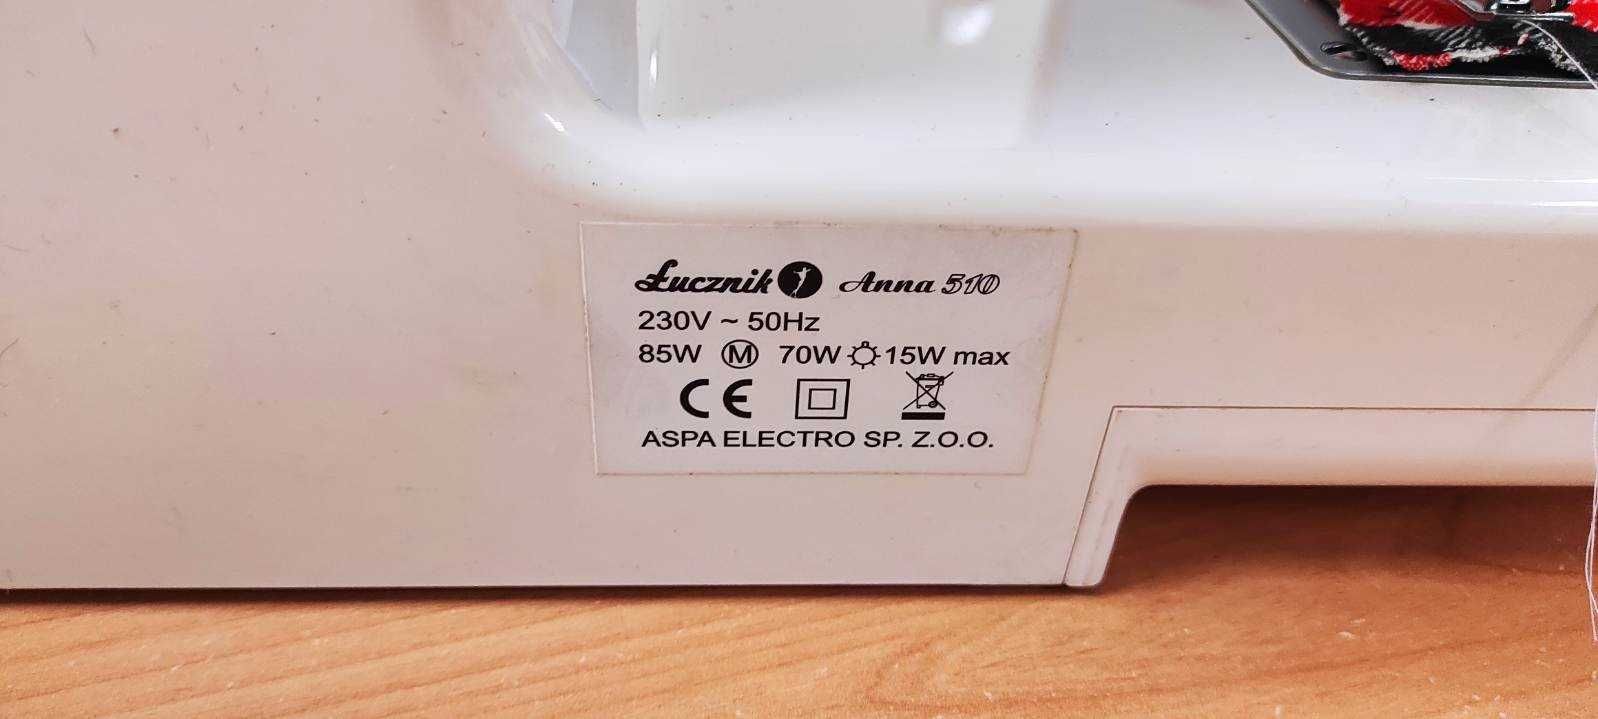 Łucznik Anna 510
230V ~ 50Hz
85W M 70W 15W max
CE
ASPA ELECTRO SP. Z.O.O.